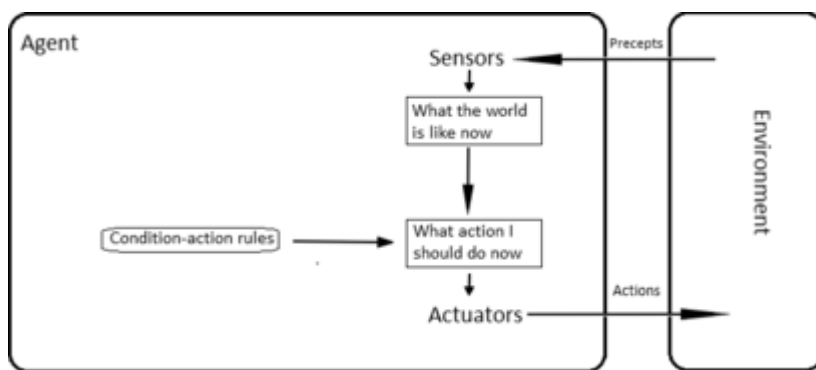 Agent
Precepts
Sensors
What the world
is like now
Environment
Condition-action rules
What action I
should do now
Actions
Actuators